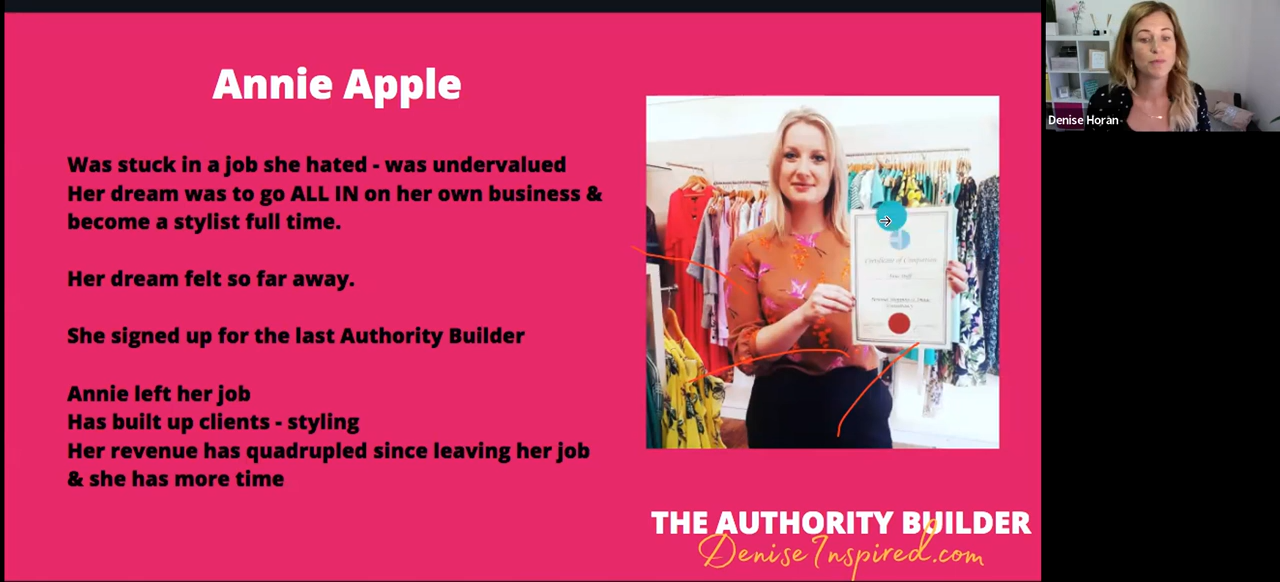 Annie Apple
Was stuck in a job she hated - was undervalued
Her dream was to go ALL IN on her own business &
become a stylist full time.
Her dream felt so far away.
She signed up for the last Authority Builder
Annie left her job
Has built up clients - styling
Her revenue has quadrupled since leaving her job
& she has more time
Certificate of Completion
THE AUTHORITY BUILDER
DeniseInspired.com
Denise Horan